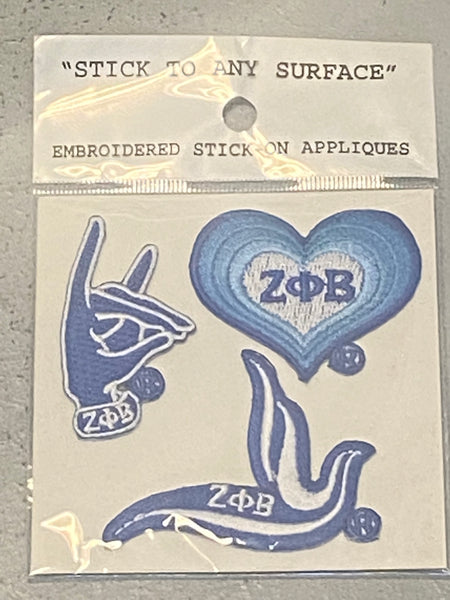 "STICK TO ANY SURFACE"
EMBROIDERED STICK-ON APPLIQUES
ΖΦΒ
ΖΦΒ
ΖΦΒ